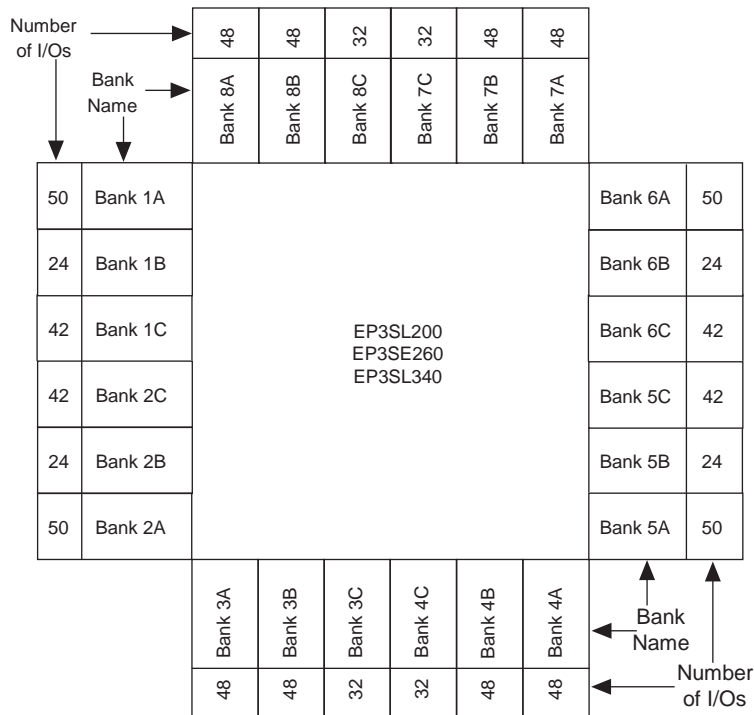 Number
of I/Os
48 48 32 32 48 48
Bank
Name
Bank 8A Bank 8B Bank 8C Bank 7C Bank 7B Bank 7A
50 Bank 1A Bank 6A 50
24 Bank 1B Bank 6B 24
42 Bank 1C Bank 6C 42
EP3SL200
EP3SE260
EP3SL340
42 Bank 2C Bank 5C 42
24 Bank 2B Bank 5B 24
50 Bank 2A Bank 5A 50
Bank 3A Bank 3B Bank 3C Bank 4C Bank 4B Bank 4A
Bank
Name
48 48 32 32 48 48
Number
of I/Os